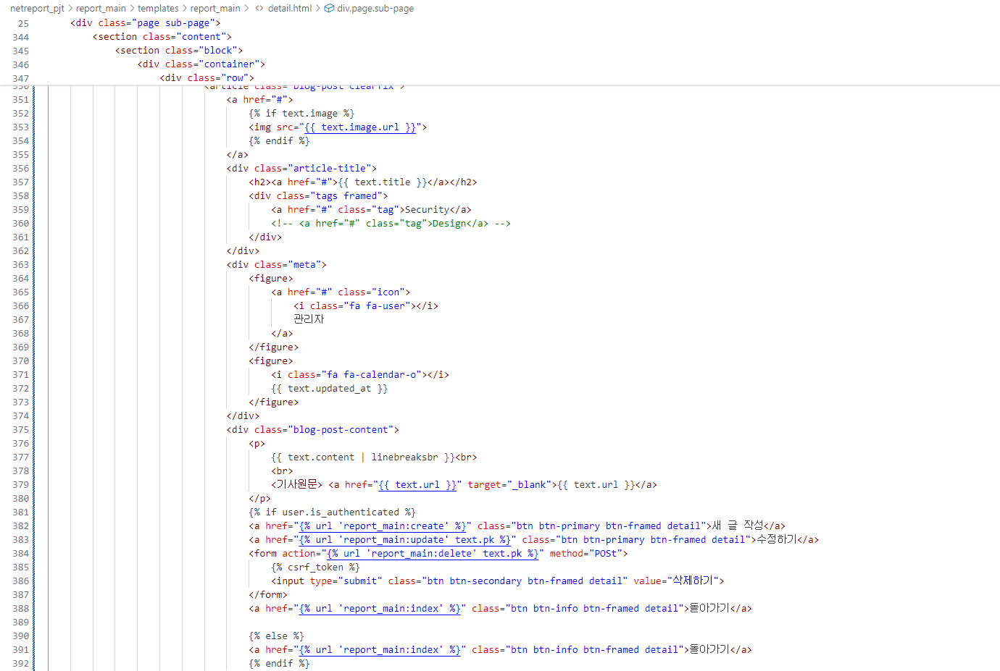 netreport_pjt > report_main > templates > report_main > <> detail.html > div.page.sub-page
25 <div class="page sub-page">
344 <section class="content">
345 <section class="block">
346 <div class="container">
347 <div class="row">
350 <article class="blog-post clearfix">
351 <a href="#">
352 {% if text.image %}
353 <img src="{{ text.image.url }}">
354 {% endif %}
355 </a>
356 <div class="article-title">
357 <h2><a href="#">{{ text.title }}</a></h2>
358 <div class="tags framed">
359 <a href="#" class="tag">Security</a>
360 <!-- <a href="#" class="tag">Design</a> -->
361 </div>
362 </div>
363 <div class="meta">
364 <figure>
365 <a href="#" class="icon">
366 <i class="fa fa-user"></i>
367 관리자
368 </a>
369 </figure>
370 <figure>
371 <i class="fa fa-calendar-o"></i>
372 {{ text.updated_at }}
373 </figure>
374 </div>
375 <div class="blog-post-content">
376 <p>
377 {{ text.content | linebreaksbr }}<br>
378 <br>
379 <기사원문> <a href="{{ text.url }}" target="_blank">{{ text.url }}</a>
380 </p>
381 {% if user.is_authenticated %}
382 <a href="{% url 'report_main:create' %}" class="btn btn-primary btn-framed detail">새 글 작성</a>
383 <a href="{% url 'report_main:update' text.pk %}" class="btn btn-primary btn-framed detail">수정하기</a>
384 <form action="{% url 'report_main:delete' text.pk %}" method="POSt">
385 {% csrf_token %}
386 <input type="submit" class="btn btn-secondary btn-framed detail" value="삭제하기">
387 </form>
388 <a href="{% url 'report_main:index' %}" class="btn btn-info btn-framed detail">돌아가기</a>
389
390 {% else %}
391 <a href="{% url 'report_main:index' %}" class="btn btn-info btn-framed detail">돌아가기</a>
392 {% endif %}